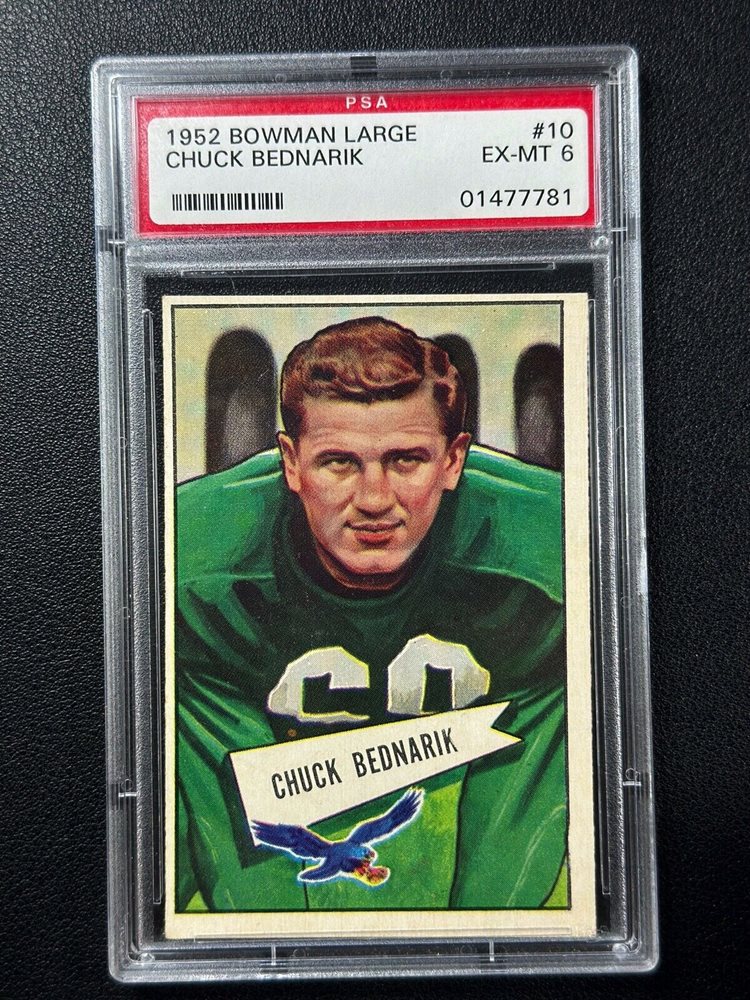 PSA
1952 BOWMAN LARGE #10
CHUCK BEDNARIK EX-MT 6
01477781
60
CHUCK BEDNARIK